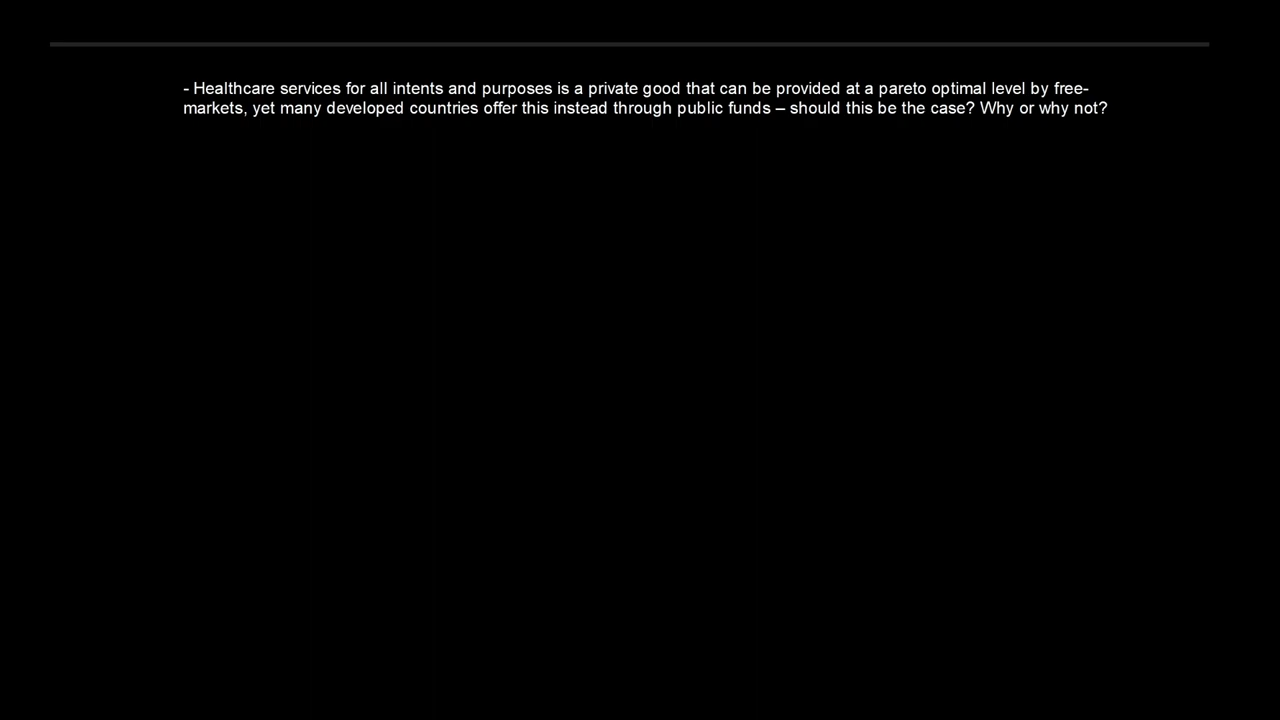 - Healthcare services for all intents and purposes is a private good that can be provided at a pareto optimal level by free-
markets, yet many developed countries offer this instead through public funds – should this be the case? Why or why not?